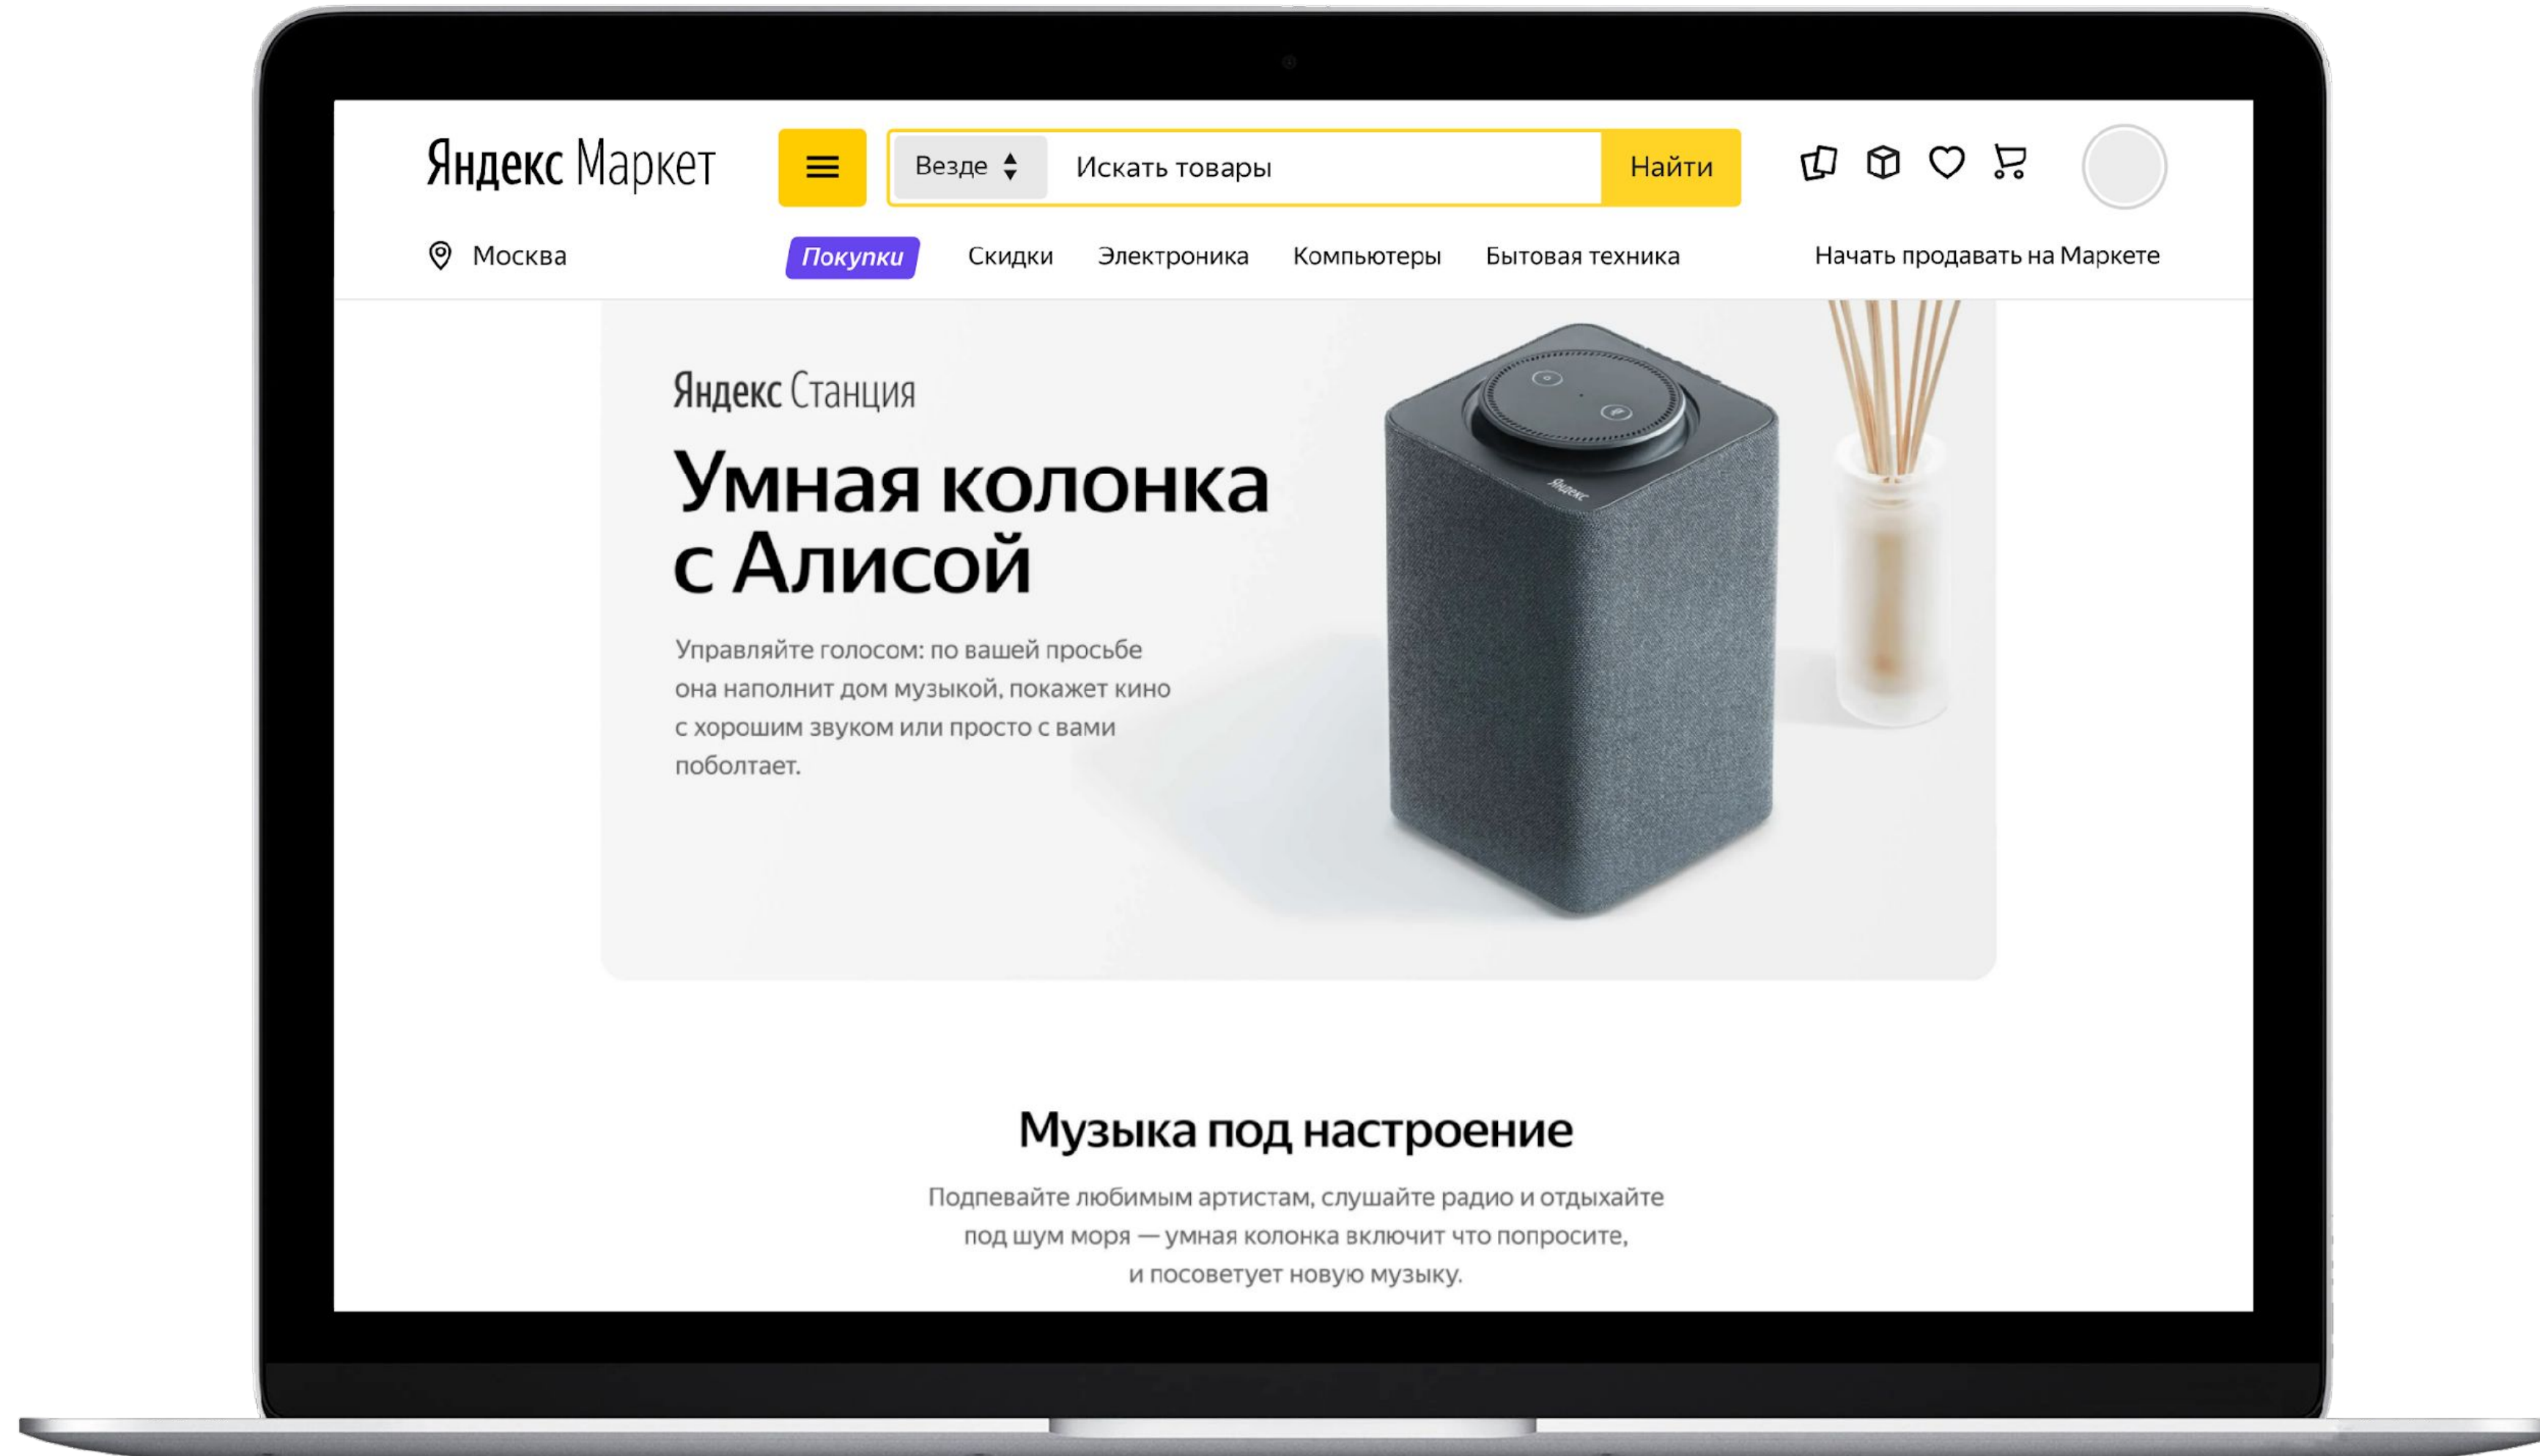 Яндекс Маркет
Везде
Искать товары
Найти
Москва
Покупки
Скидки
Электроника
Компьютеры
Бытовая техника
Начать продавать на Маркете
Яндекс Станция
Умная колонка
с Алисой
Управляйте голосом: по вашей просьбе
она наполнит дом музыкой, покажет кино
с хорошим звуком или просто с вами
поболтает.
Яндекс
Музыка под настроение
Подпевайте любимым артистам, слушайте радио и отдыхайте
под шум моря — умная колонка включит что попросите,
и посоветует новую музыку.